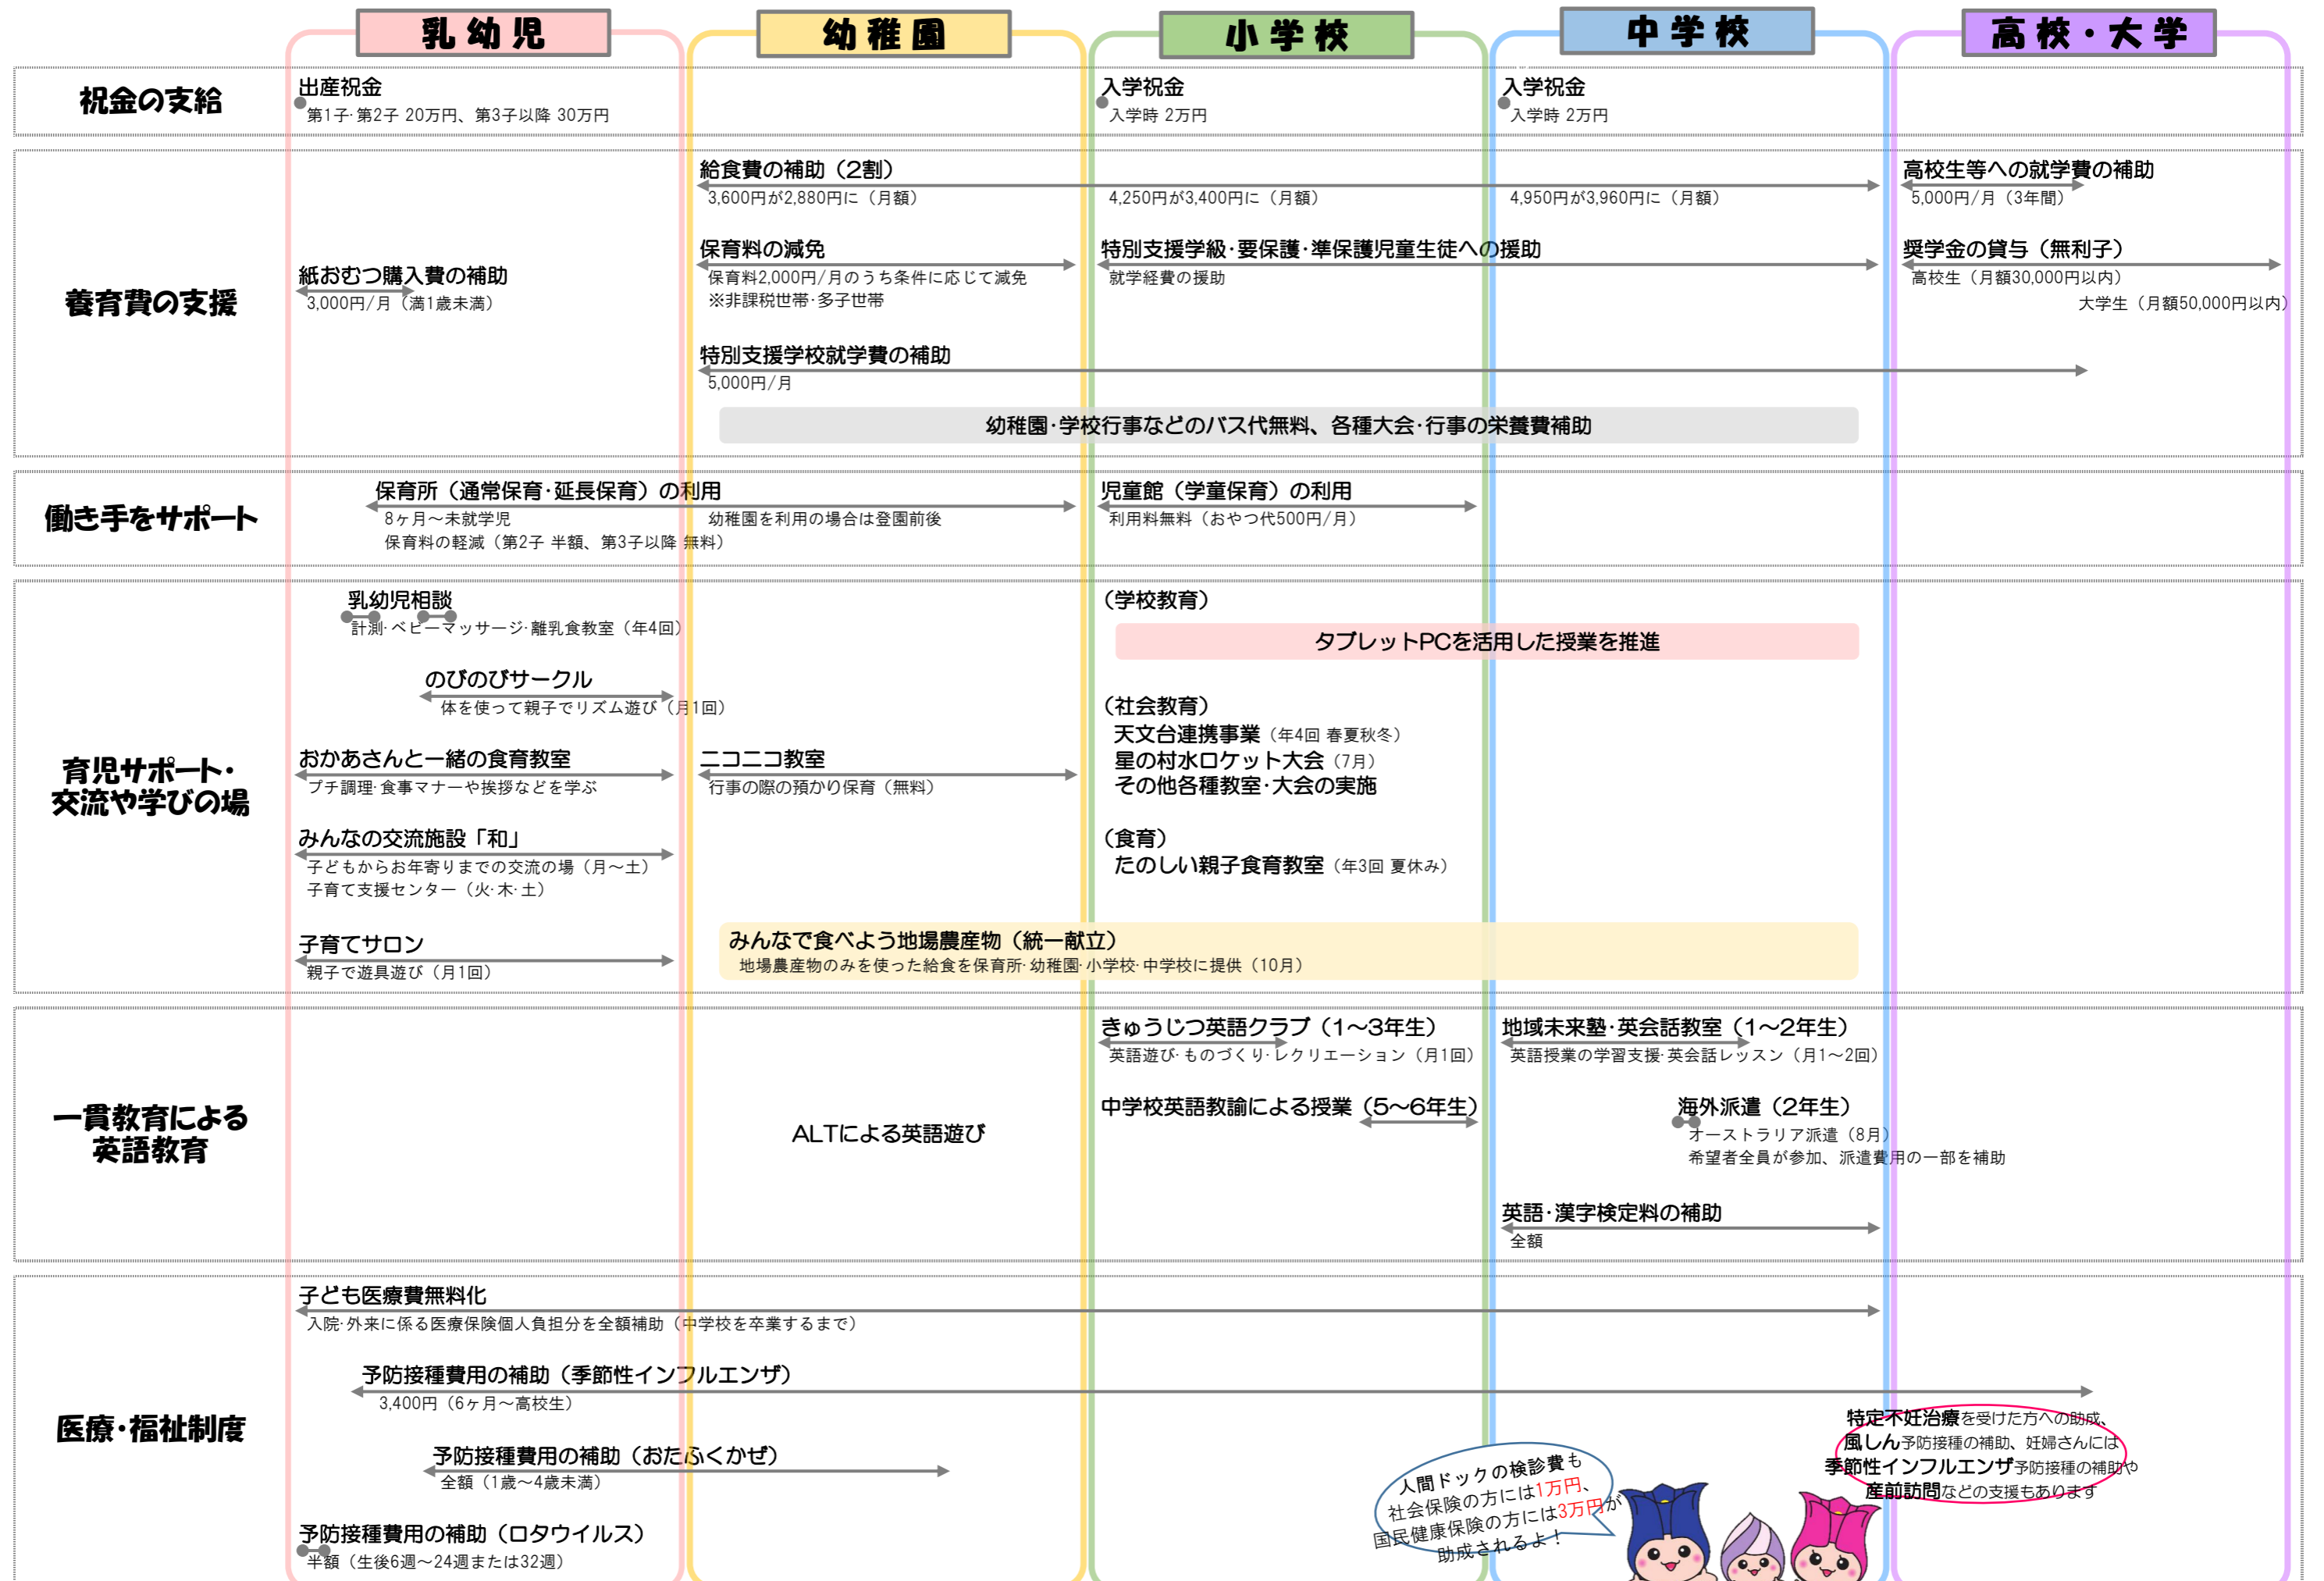 乳幼児
幼稚園
小学校
中学校
高校・大学
祝金の支給
出産祝金
第1子・第2子 20万円、第3子以降 30万円
入学祝金
入学時 2万円
入学祝金
入学時 2万円
養育費の支援
紙おむつ購入費の補助
3,000円/月（満1歳未満）
給食費の補助（2割）
3,600円が2,880円に（月額）
4,250円が3,400円に（月額）
4,950円が3,960円に（月額）
高校生等への就学費の補助
5,000円/月（3年間）
保育料の減免
保育料2,000円/月のうち条件に応じて減免
※非課税世帯・多子世帯
特別支援学級・要保護・準保護児童生徒への援助
就学経費の援助
奨学金の貸与（無利子）
高校生（月額30,000円以内）
大学生（月額50,000円以内）
特別支援学校就学費の補助
5,000円/月
幼稚園・学校行事などのバス代無料、各種大会・行事の栄養費補助
働き手をサポート
保育所（通常保育・延長保育）の利用
8ヶ月～未就学児
幼稚園を利用の場合は登園前後
保育料の軽減（第2子 半額、第3子以降 無料）
児童館（学童保育）の利用
利用料無料（おやつ代500円/月）
育児サポート・
交流や学びの場
乳幼児相談
計測・ベビーマッサージ・離乳食教室（年4回）
のびのびサークル
体を使って親子でリズム遊び（月1回）
おかあさんと一緒の食育教室
プチ調理・食事マナーや挨拶などを学ぶ
ニコニコ教室
行事の際の預かり保育（無料）
みんなの交流施設「和」
子どもからお年寄りまでの交流の場（月～土）
子育て支援センター（火・木・土）
子育てサロン
親子で遊具遊び（月1回）
（学校教育）
タブレットPCを活用した授業を推進
（社会教育）
天文台連携事業（年4回 春夏秋冬）
星の村水ロケット大会（7月）
その他各種教室・大会の実施
（食育）
たのしい親子食育教室（年3回 夏休み）
みんなで食べよう地場農産物（統一献立）
地場農産物のみを使った給食を保育所・幼稚園・小学校・中学校に提供（10月）
一貫教育による
英語教育
ALTによる英語遊び
きゅうじつ英語クラブ（1～3年生）
英語遊び・ものづくり・レクリエーション（月1回）
中学校英語教諭による授業（5～6年生）
地域未来塾・英会話教室（1～2年生）
英語授業の学習支援・英会話レッスン（月1～2回）
海外派遣（2年生）
オーストラリア派遣（8月）
希望者全員が参加、派遣費用の一部を補助
英語・漢字検定料の補助
全額
医療・福祉制度
子ども医療費無料化
入院・外来に係る医療保険個人負担分を全額補助（中学校を卒業するまで）
予防接種費用の補助（季節性インフルエンザ）
3,400円（6ヶ月～高校生）
予防接種費用の補助（おたふくかぜ）
全額（1歳～4歳未満）
予防接種費用の補助（ロタウイルス）
半額（生後6週～24週または32週）
人間ドックの検診費も
社会保険の方には1万円、
国民健康保険の方には3万円が
助成されるよ！
特定不妊治療を受けた方への助成、
風しん予防接種の補助、妊婦さんには
季節性インフルエンザ予防接種の補助や
産前訪問などの支援もあります